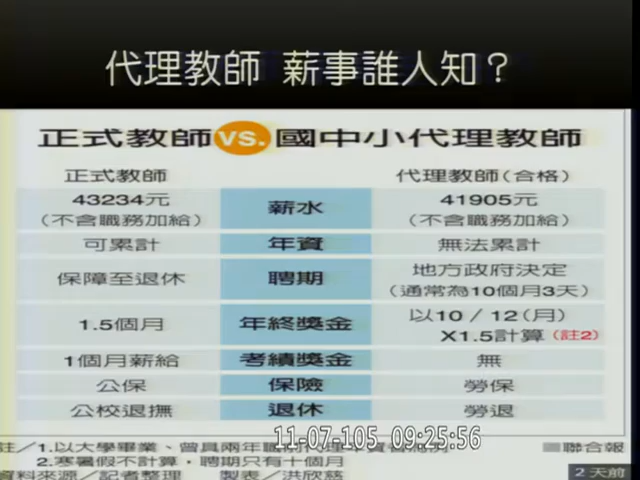 代理教師 薪事誰人知？
正式教師 VS. 國中小代理教師
正式教師 代理教師(合格)
43234元 薪水 41905元
(不含職務加給) (不含職務加給)
可累計 年資 無法累計
保障至退休 聘期 地方政府決定
(通常為10個月3天)
1.5個月 年終獎金 以10／12(月)
X1.5計算(註2)
1個月薪給 考績獎金 無
公保 保險 勞保
公校退撫 退休 勞退
11-07-105 09:25:56
註／1.以大學畢業、曾具兩年 聯合報
2.寒暑假不計算，聘期只有十個月
資料來源／記者整理 製表／洪欣慈
2 天前